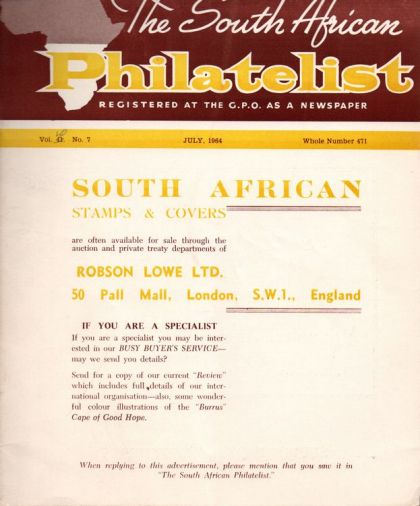 The South African
Philatelist
REGISTERED AT THE G.P.O. AS A NEWSPAPER
Vol. No. 7 JULY, 1964 Whole Number 471
SOUTH AFRICAN
STAMPS & COVERS
are often available for sale through the
auction and private treaty departments of
ROBSON LOWE LTD.
50 Pall Mall, London, S.W.1., England
IF YOU ARE A SPECIALIST
If you are a specialist you may be inter-
ested in our BUSY BUYER'S SERVICE—
may we send you details?
Send for a copy of our current "Review"
which includes full details of our inter-
national organisation—also, some wonder-
ful colour illustrations of the "Burrus"
Cape of Good Hope.
When replying to this advertisement, please mention that you saw it in
"The South African Philatelist."